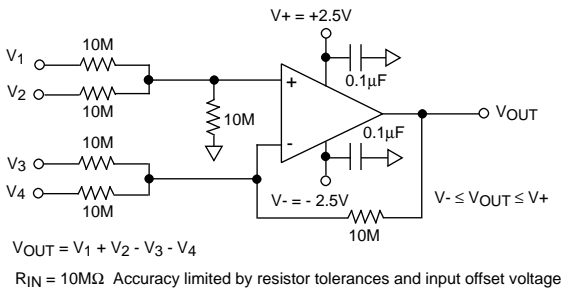 V+ = +2.5V
V1
10M
V2
10M
0.1µF
+
10M
-
VOUT
0.1µF
V3
10M
V4
10M
V- = - 2.5V
V- ≤ VOUT ≤ V+
10M
VOUT = V1 + V2 - V3 - V4
RIN = 10MΩ Accuracy limited by resistor tolerances and input offset voltage